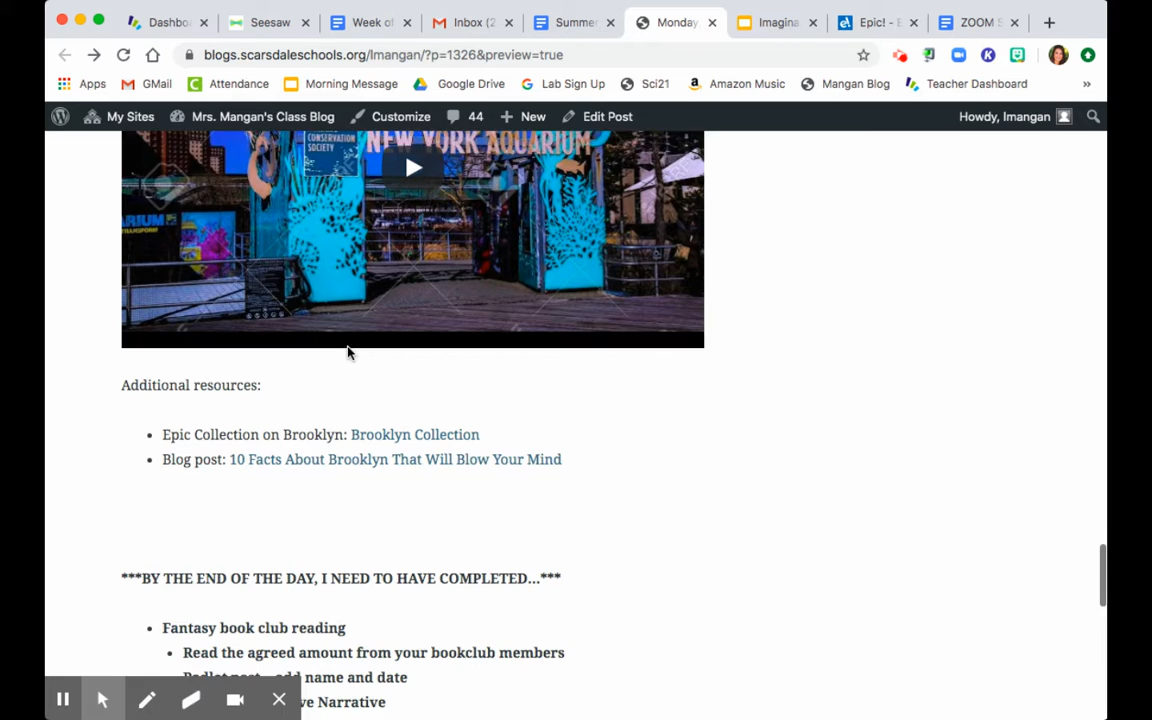 Dashbo
Seesaw
Week of
Inbox (2
Summer
Monday
Imagina
Epic! - E
ZOOM S
blogs.scarsdaleschools.org/lmangan/?p=1326&preview=true
Apps
GMail
Attendance
Morning Message
Google Drive
Lab Sign Up
Sci21
Amazon Music
Mangan Blog
Teacher Dashboard
My Sites
Mrs. Mangan's Class Blog
Customize
44
New
Edit Post
Howdy, lmangan
CONSERVATION
SOCIETY
NEW YORK AQUARIUM
ARIUM
Additional resources:
• Epic Collection on Brooklyn: Brooklyn Collection
• Blog post: 10 Facts About Brooklyn That Will Blow Your Mind
***BY THE END OF THE DAY, I NEED TO HAVE COMPLETED...***
• Fantasy book club reading
• Read the agreed amount from your bookclub members
name and date
ve Narrative